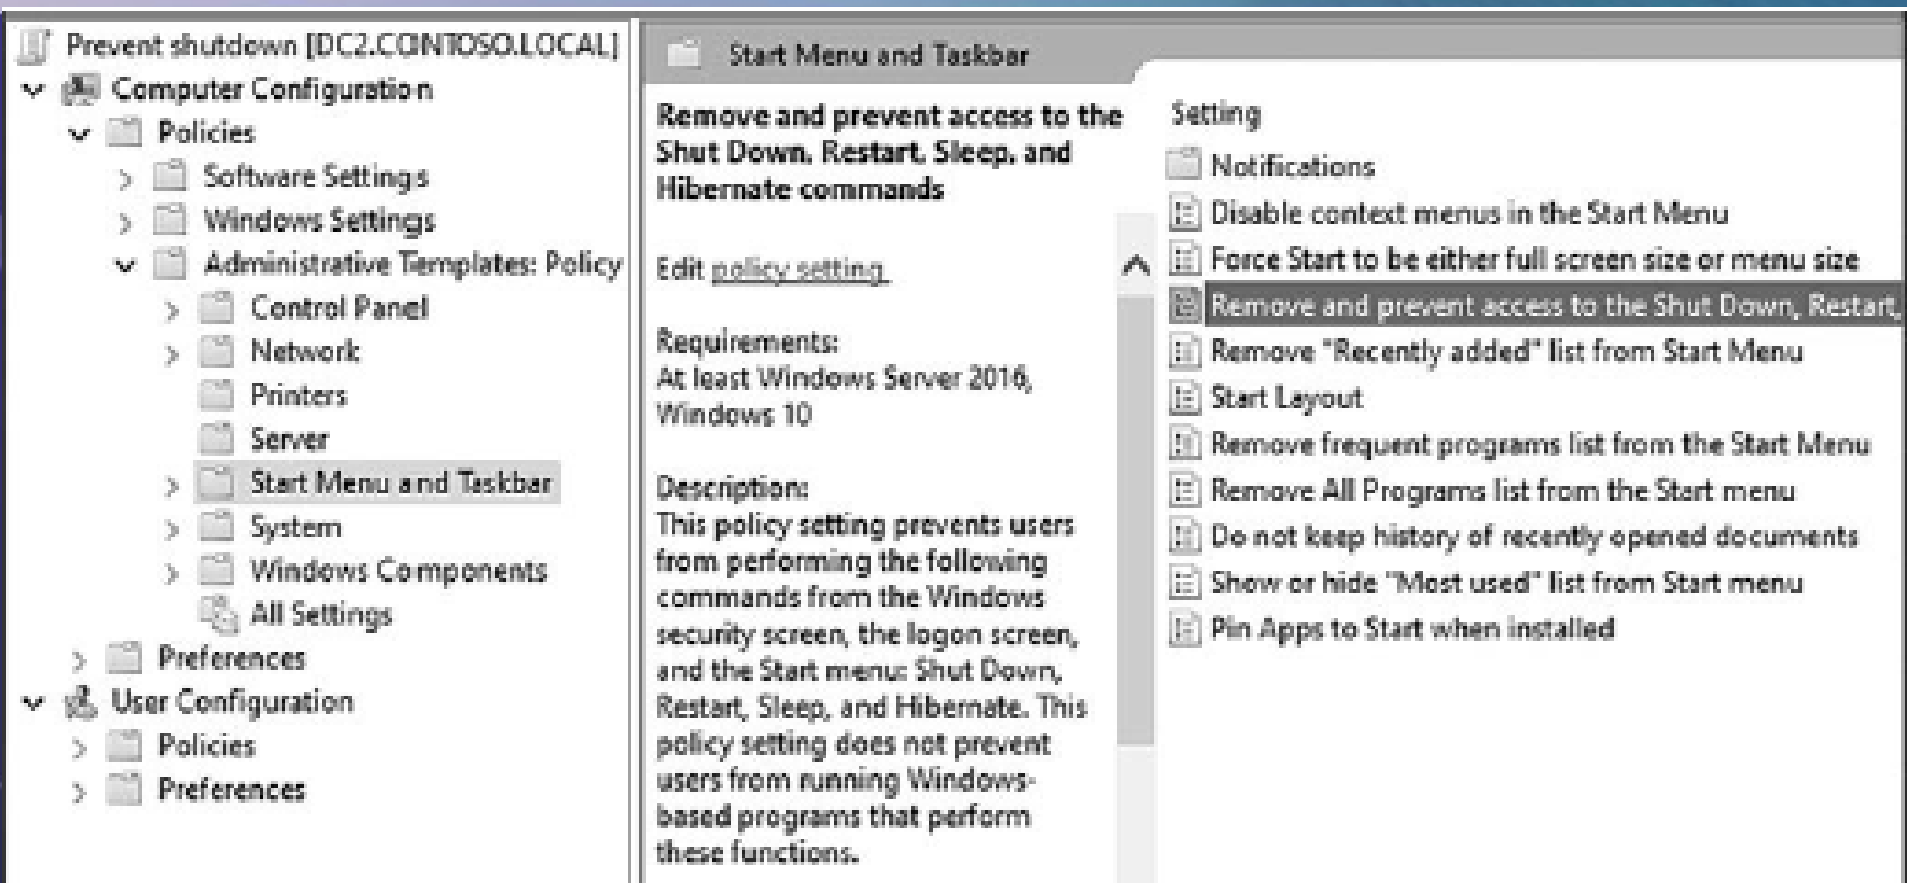 Prevent shutdown [DC2.COINTOSO.LOCAL]
Computer Configuration
Policies
Software Settings
Windows Settings
Administrative Templates: Policy
Control Panel
Network
Printers
Server
Start Menu and Taskbar
System
Windows Components
All Settings
Preferences
User Configuration
Policies
Preferences
Start Menu and Taskbar
Remove and prevent access to the
Shut Down, Restart, Sleep, and
Hibernate commands
Edit policy setting
Requirements:
At least Windows Server 2016,
Windows 10
Description:
This policy setting prevents users
from performing the following
commands from the Windows
security screen, the logon screen,
and the Start menu: Shut Down,
Restart, Sleep, and Hibernate. This
policy setting does not prevent
users from running Windows-
based programs that perform
these functions.
Setting
Notifications
Disable context menus in the Start Menu
Force Start to be either full screen size or menu size
Remove and prevent access to the Shut Down, Restart,
Remove "Recently added" list from Start Menu
Start Layout
Remove frequent programs list from the Start Menu
Remove All Programs list from the Start menu
Do not keep history of recently opened documents
Show or hide "Most used" list from Start menu
Pin Apps to Start when installed